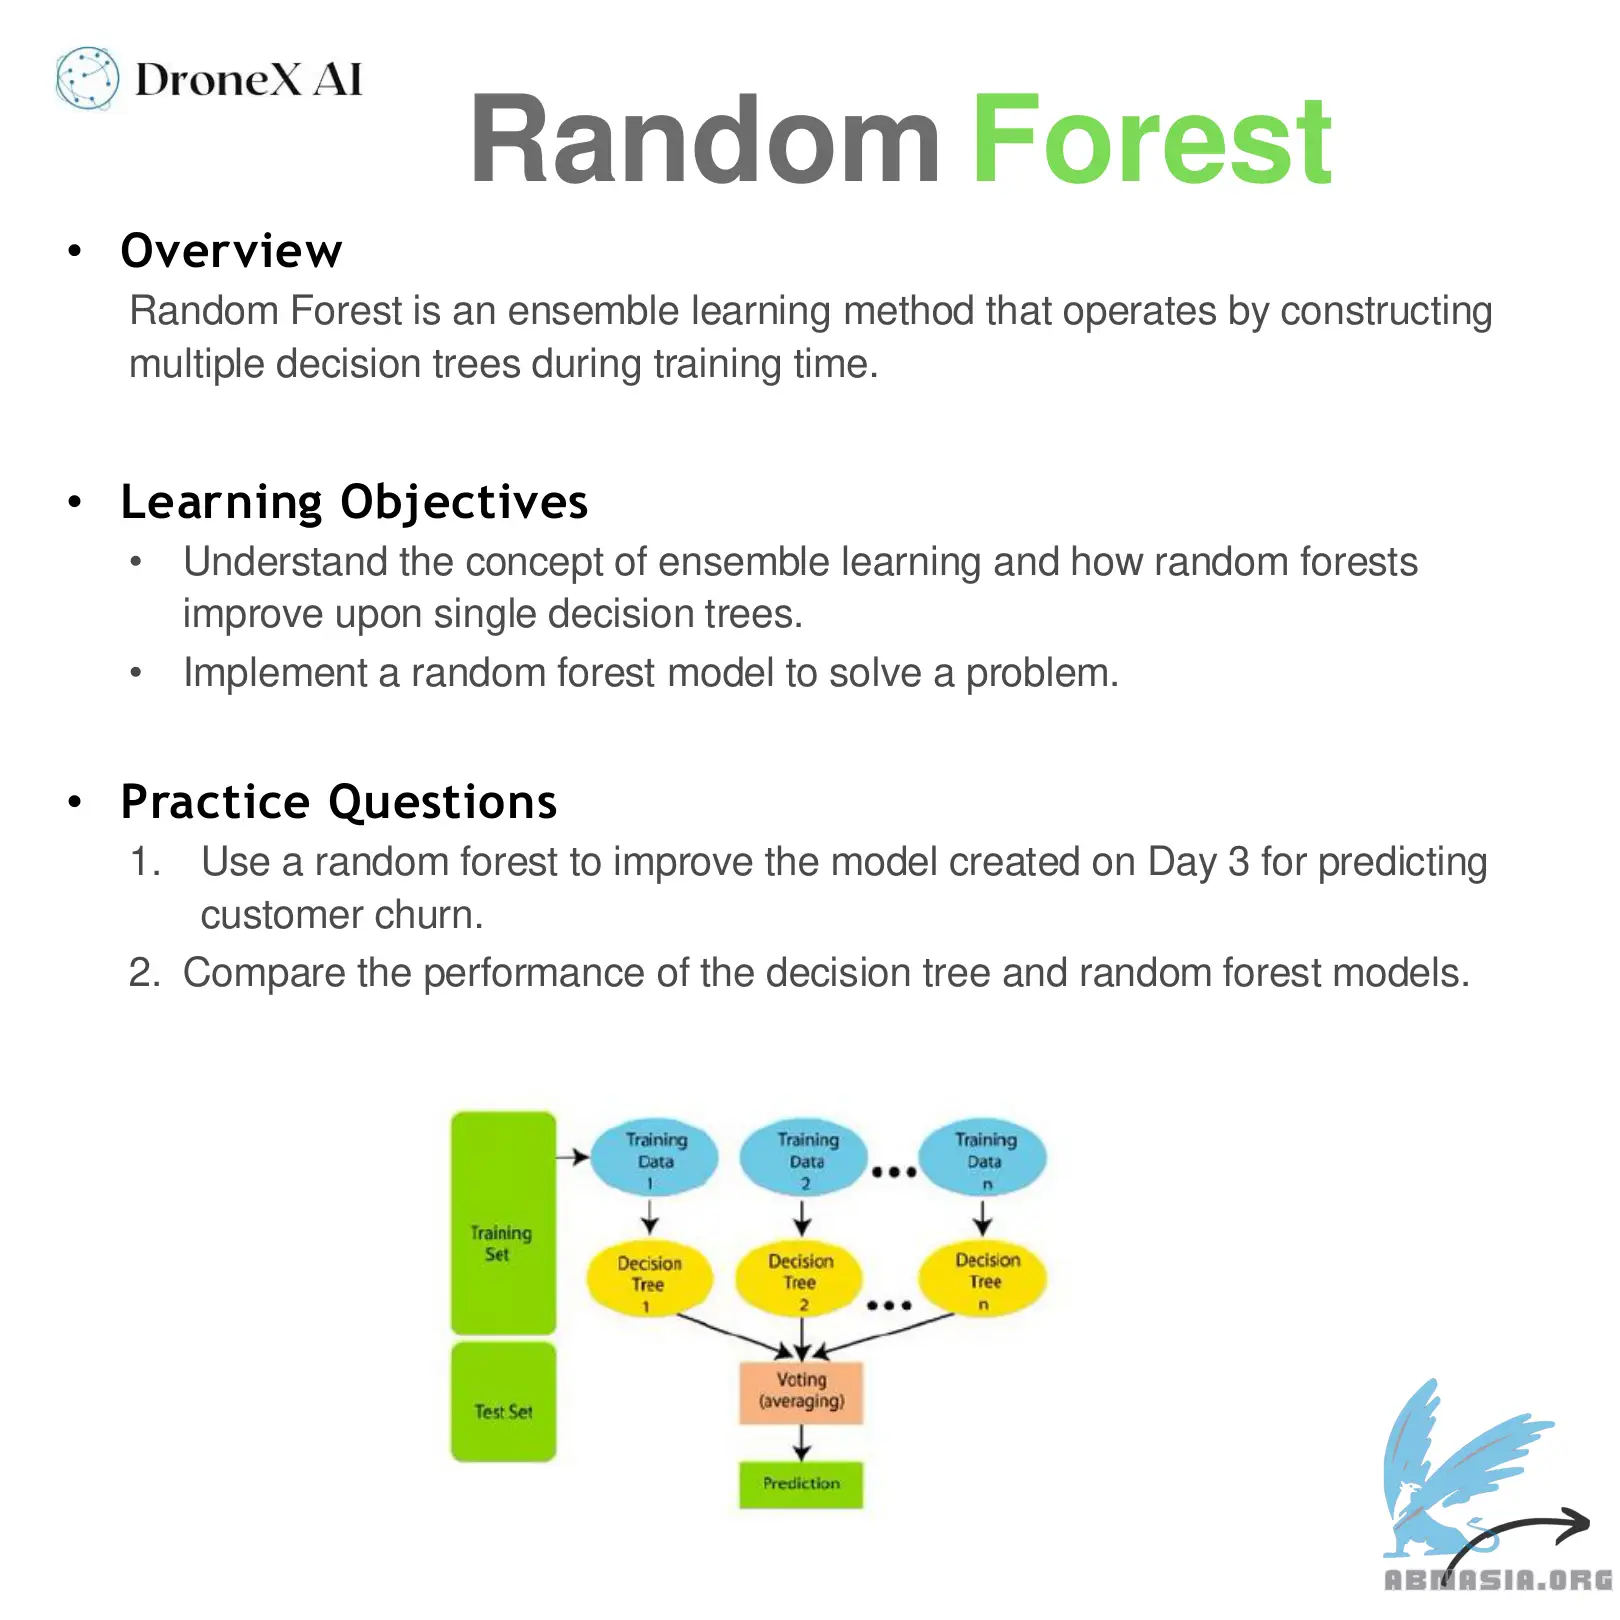 DroneX AI
Random Forest
• Overview
Random Forest is an ensemble learning method that operates by constructing
multiple decision trees during training time.
• Learning Objectives
• Understand the concept of ensemble learning and how random forests
improve upon single decision trees.
• Implement a random forest model to solve a problem.
• Practice Questions
1. Use a random forest to improve the model created on Day 3 for predicting
customer churn.
2. Compare the performance of the decision tree and random forest models.
Training
Set
Test Set
Training
Data
1
Training
Data
2
Training
Data
n
Decision
Tree
1
Decision
Tree
2
Decision
Tree
n
Voting
(averaging)
Prediction
ABNASIA.ORG